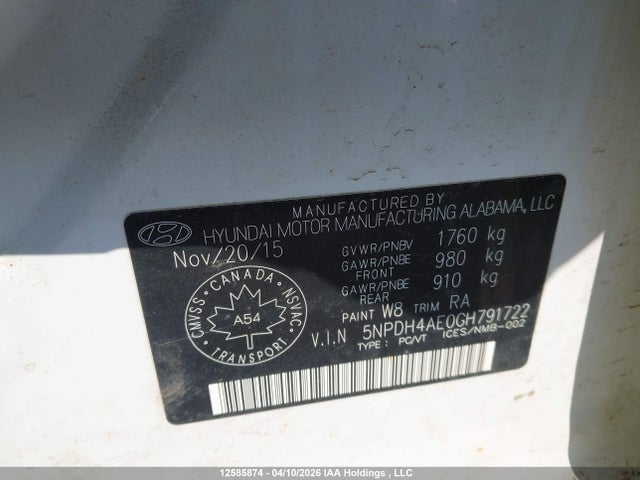 MANUFACTURED BY
HYUNDAI MOTOR MANUFACTURING ALABAMA, LLC
Nov/20/15
GVWR/PNBV 1760 kg
GAWR/PNBE FRONT 980 kg
GAWR/PNBE REAR 910 kg
PAINT W8 TRIM RA
V.I.N 5NPDH4AE0GH791722
TYPE : PC/VT ICES/NMB-002
CMVSS CANADA NSVAC
A54
TRANSPORT
12585874 - 04/10/2026 IAA Holdings , LLC